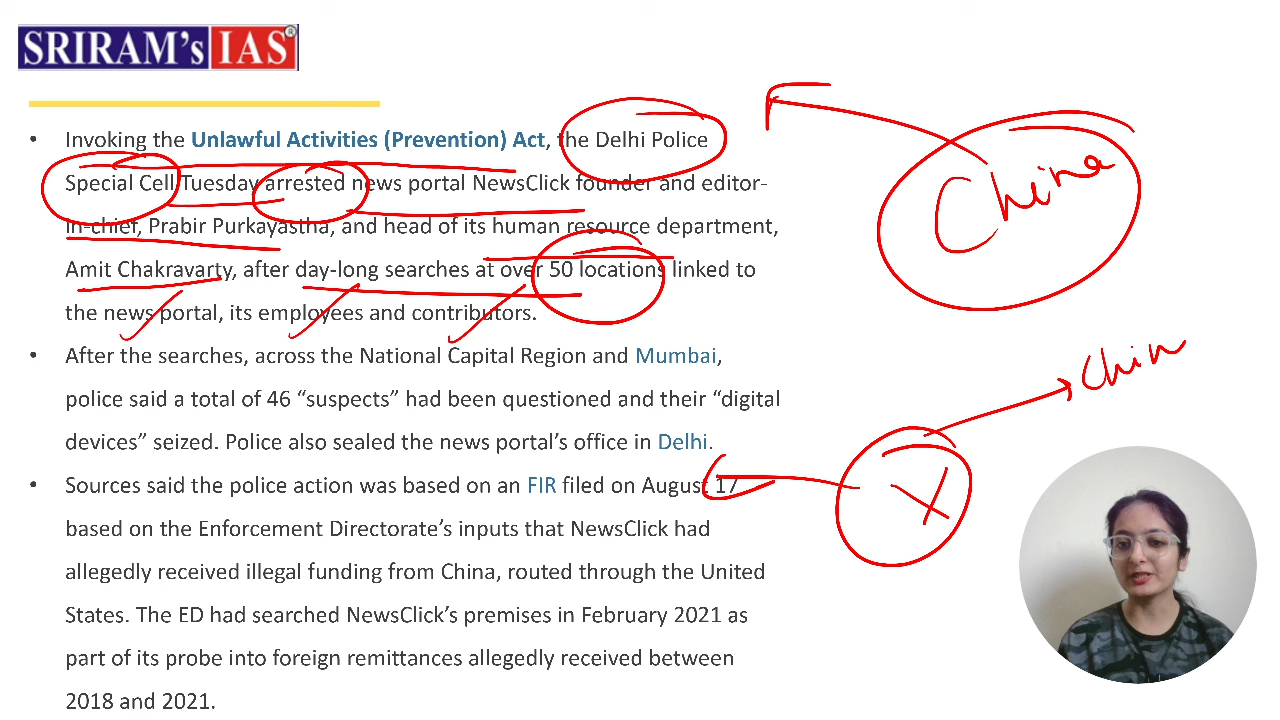 SRIRAM's IAS®
• Invoking the Unlawful Activities (Prevention) Act, the Delhi Police
Special Cell Tuesday arrested news portal NewsClick founder and editor-
in-chief, Prabir Purkayastha, and head of its human resource department,
Amit Chakravarty, after day-long searches at over 50 locations linked to
the news portal, its employees and contributors.
• After the searches, across the National Capital Region and Mumbai,
police said a total of 46 “suspects” had been questioned and their “digital
devices” seized. Police also sealed the news portal’s office in Delhi.
• Sources said the police action was based on an FIR filed on August 17
based on the Enforcement Directorate’s inputs that NewsClick had
allegedly received illegal funding from China, routed through the United
States. The ED had searched NewsClick’s premises in February 2021 as
part of its probe into foreign remittances allegedly received between
2018 and 2021.
China
Chin
X